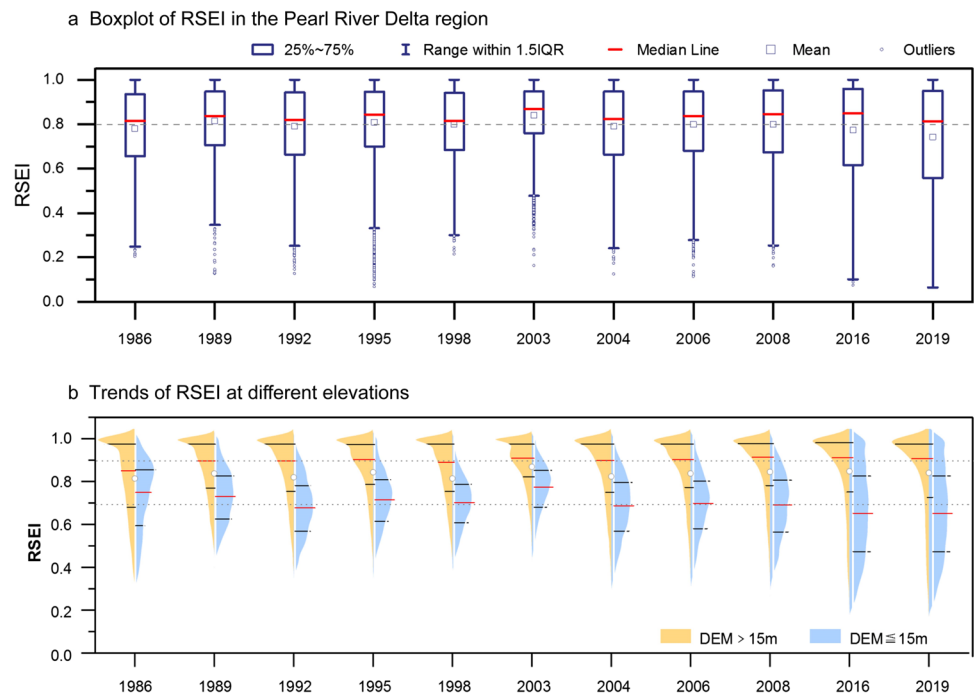 a Boxplot of RSEI in the Pearl River Delta region
25%~75% Range within 1.5IQR Median Line Mean Outliers
1.0
0.8
0.6
0.4
0.2
0.0
RSEI
1986 1989 1992 1995 1998 2003 2004 2006 2008 2016 2019
b Trends of RSEI at different elevations
1.0
0.8
0.6
0.4
0.2
0.0
RSEI
DEM > 15m DEM≦15m
1986 1989 1992 1995 1998 2003 2004 2006 2008 2016 2019